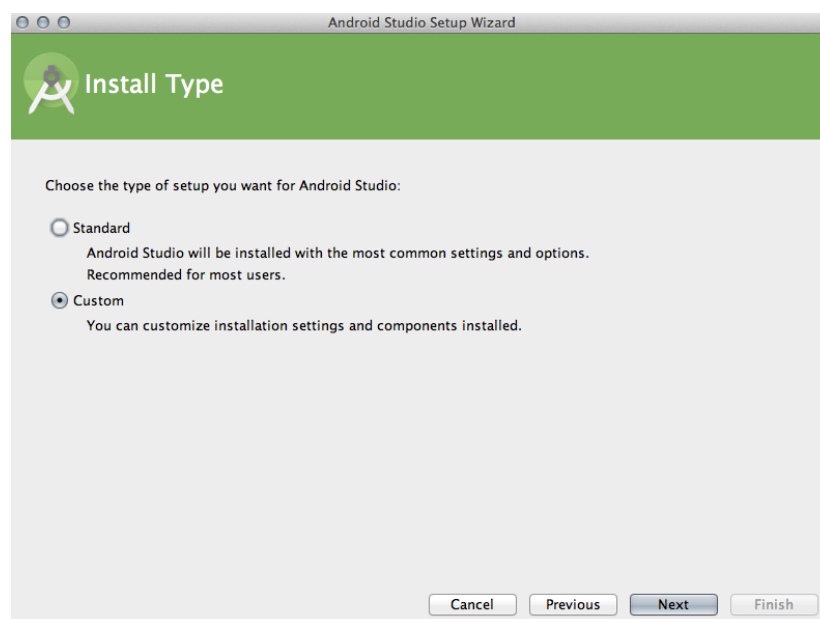 Android Studio Setup Wizard
Install Type
Choose the type of setup you want for Android Studio:
Standard
Android Studio will be installed with the most common settings and options.
Recommended for most users.
Custom
You can customize installation settings and components installed.
Cancel Previous Next Finish